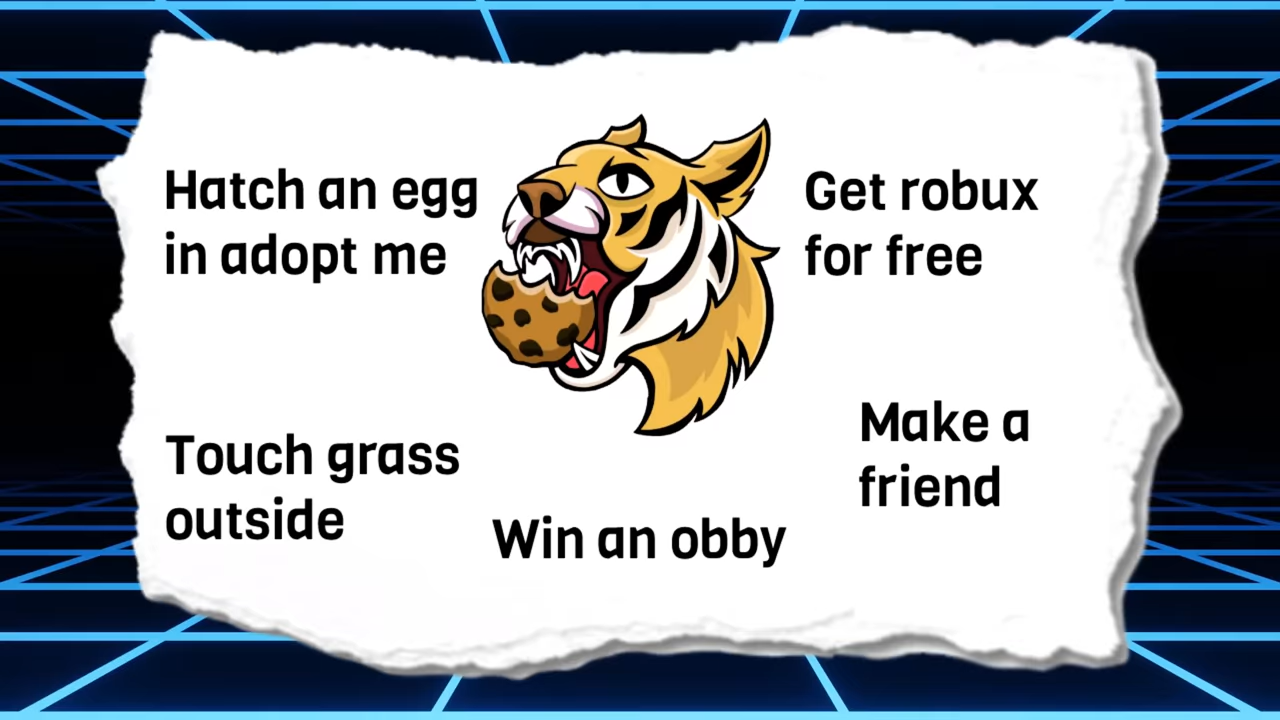 Hatch an egg
in adopt me
Get robux
for free
Touch grass
outside
Win an obby
Make a
friend